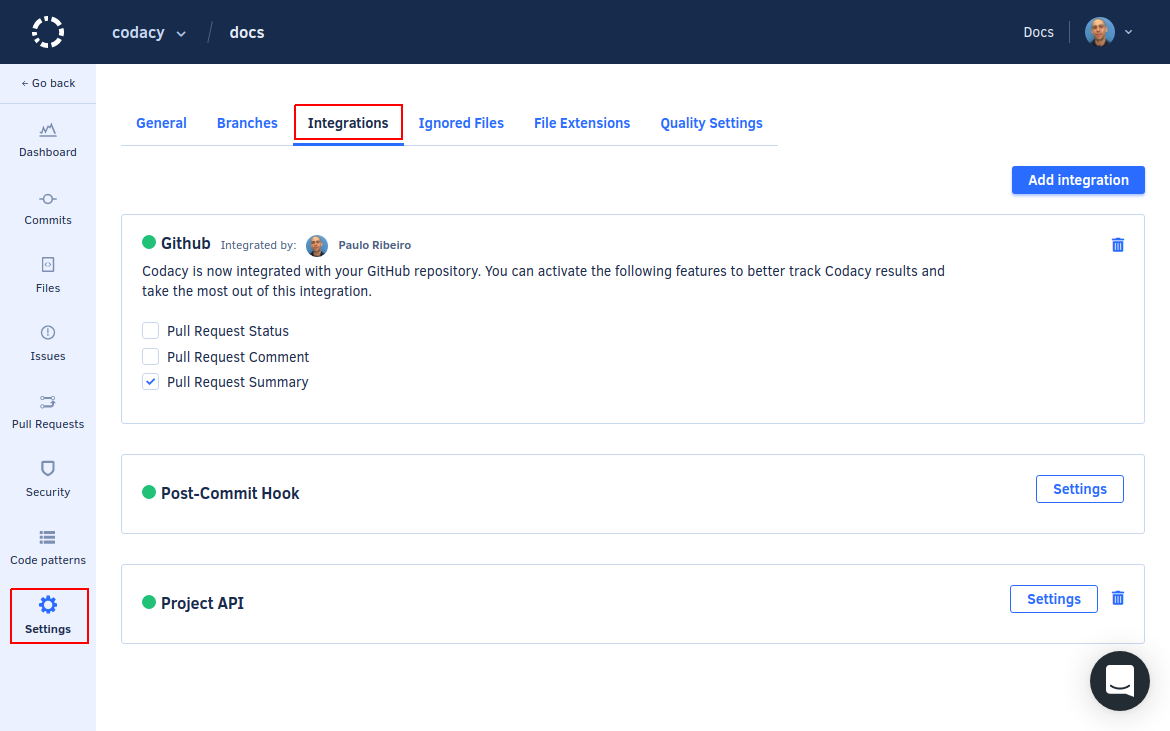 codacy / docs
Docs
← Go back
Dashboard
Commits
Files
Issues
Pull Requests
Security
Code patterns
Settings
General Branches Integrations Ignored Files File Extensions Quality Settings
Add integration
Github Integrated by: Paulo Ribeiro
Codacy is now integrated with your GitHub repository. You can activate the following features to better track Codacy results and
take the most out of this integration.
Pull Request Status
Pull Request Comment
Pull Request Summary
Post-Commit Hook
Settings
Project API
Settings